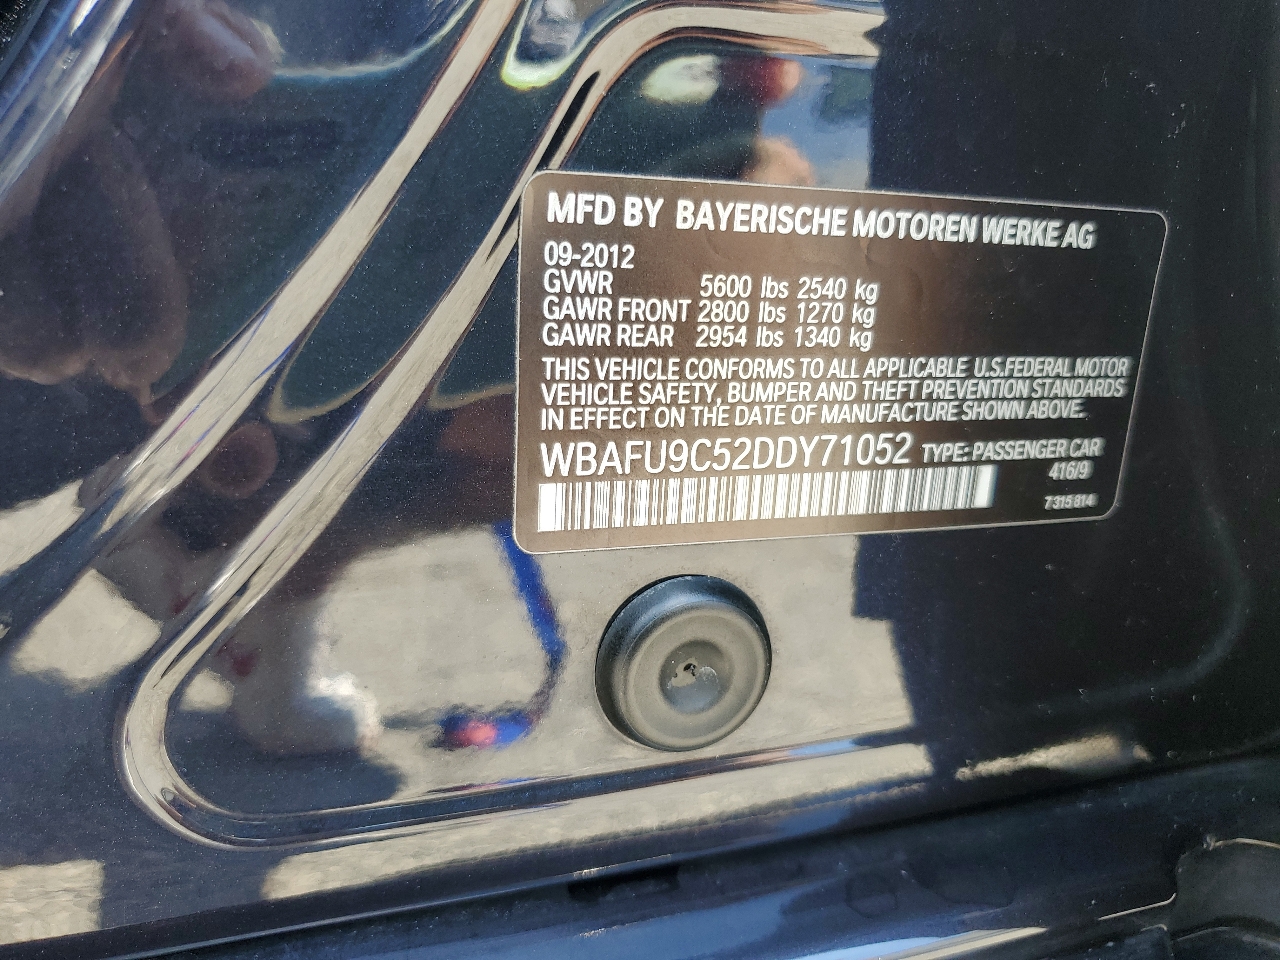 MFD BY BAYERISCHE MOTOREN WERKE AG
09-2012
GVWR 5600 lbs 2540 kg
GAWR FRONT 2800 lbs 1270 kg
GAWR REAR 2954 lbs 1340 kg
THIS VEHICLE CONFORMS TO ALL APPLICABLE U.S.FEDERAL MOTOR
VEHICLE SAFETY, BUMPER AND THEFT PREVENTION STANDARDS
IN EFFECT ON THE DATE OF MANUFACTURE SHOWN ABOVE.
WBAFU9C52DDY71052 TYPE: PASSENGER CAR
416/9
7 315 814